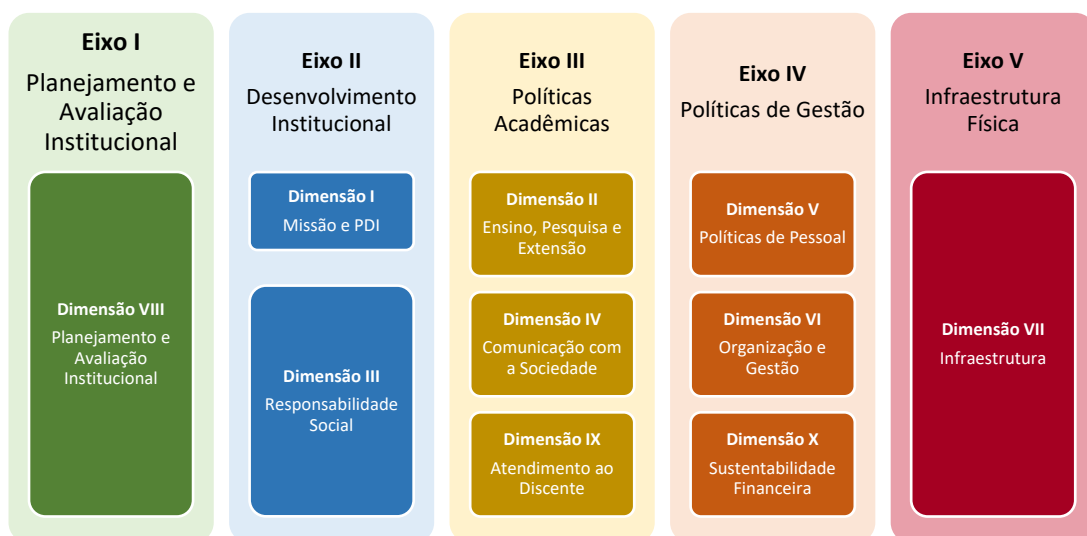 Eixo I
Planejamento e
Avaliação
Institucional
Dimensão VIII
Planejamento e
Avaliação
Institucional
Eixo II
Desenvolvimento
Institucional
Dimensão I
Missão e PDI
Dimensão III
Responsabilidade
Social
Eixo III
Políticas
Acadêmicas
Dimensão II
Ensino, Pesquisa e
Extensão
Dimensão IV
Comunicação com
a Sociedade
Dimensão IX
Atendimento ao
Discente
Eixo IV
Políticas de Gestão
Dimensão V
Políticas de Pessoal
Dimensão VI
Organização e
Gestão
Dimensão X
Sustentabilidade
Financeira
Eixo V
Infraestrutura
Física
Dimensão VII
Infraestrutura